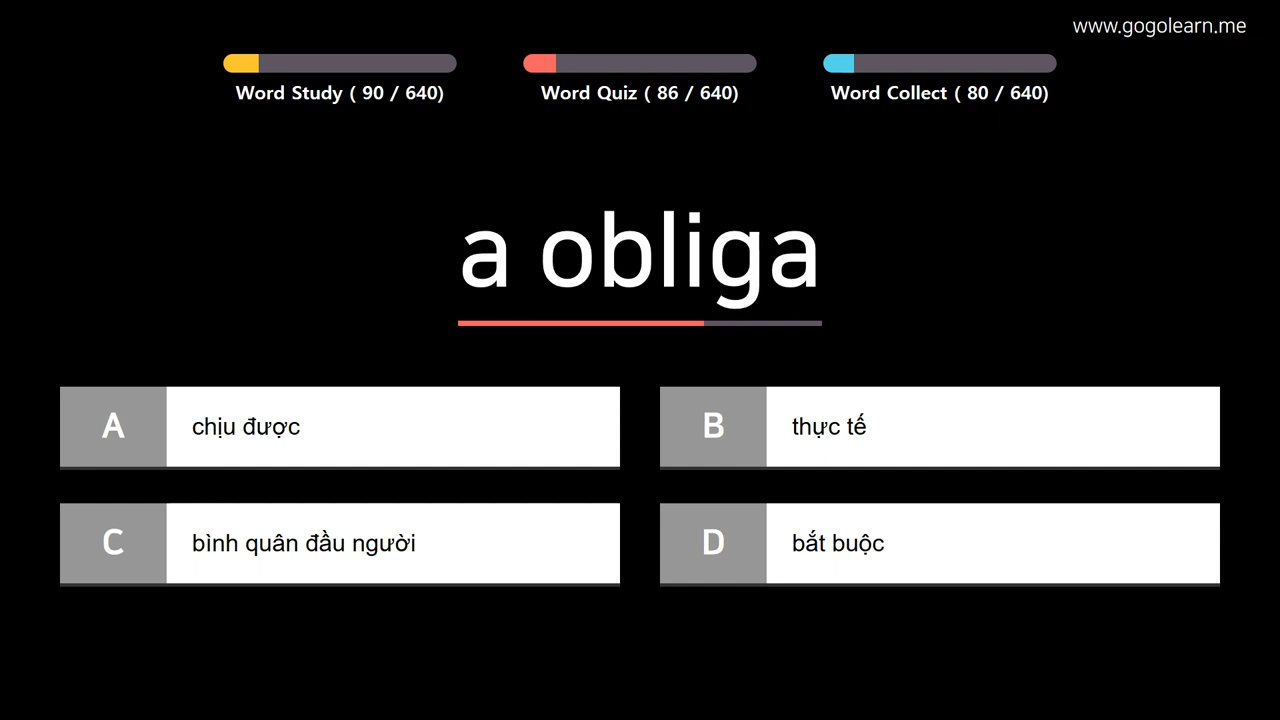 www.gogolearn.me
Word Study ( 90 / 640)
Word Quiz ( 86 / 640)
Word Collect ( 80 / 640)
a obliga
A
chịu được
B
thực tế
C
bình quân đầu người
D
bắt buộc